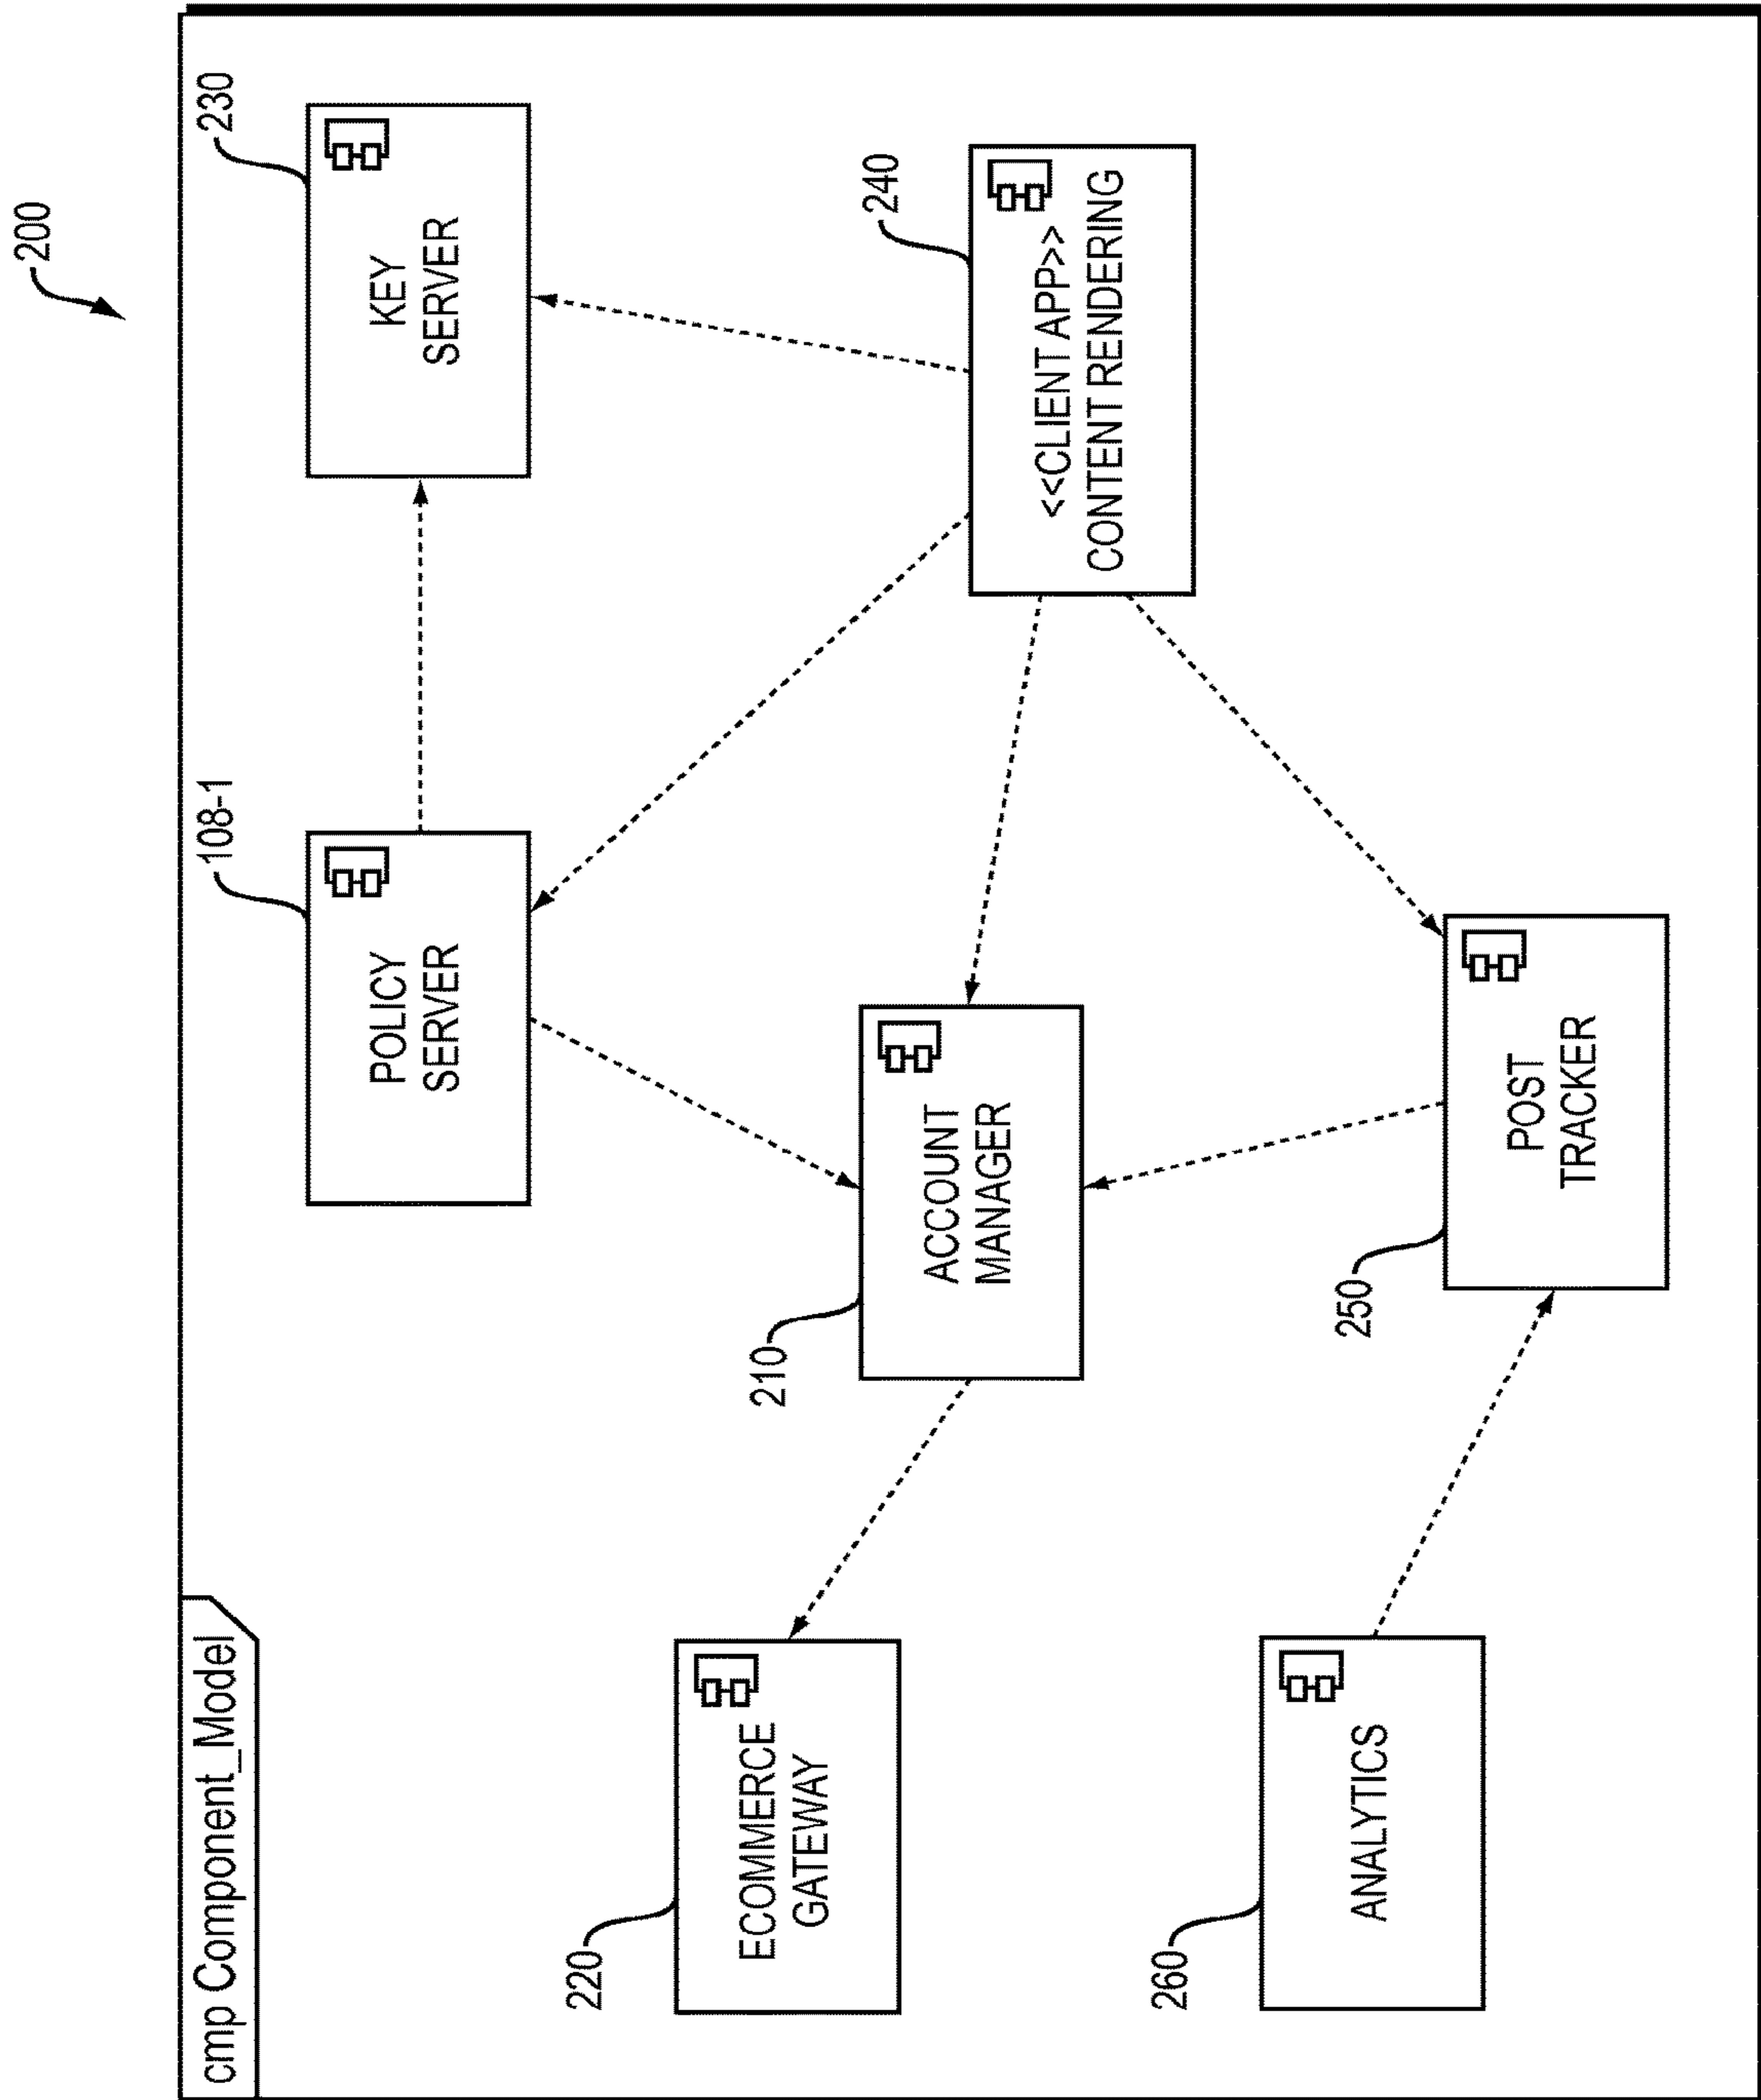 200
cmp Component_Model
108-1
230
POLICY
SERVER
KEY
SERVER
220
ECOMMERCE
GATEWAY
210
ACCOUNT
MANAGER
240
<<CLIENT APP>>
CONTENT RENDERING
260
ANALYTICS
250
POST
TRACKER